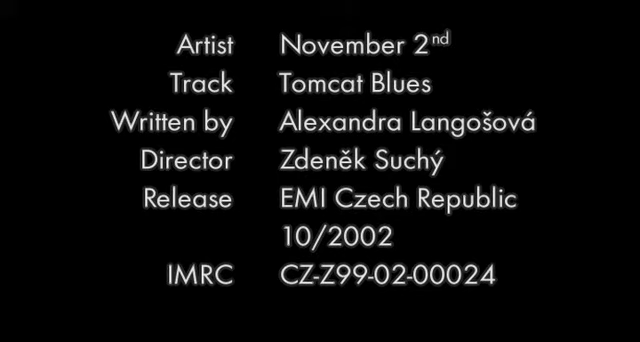 Artist November 2nd
Track Tomcat Blues
Written by Alexandra Langošová
Director Zdeněk Suchý
Release EMI Czech Republic
10/2002
IMRC CZ-Z99-02-00024